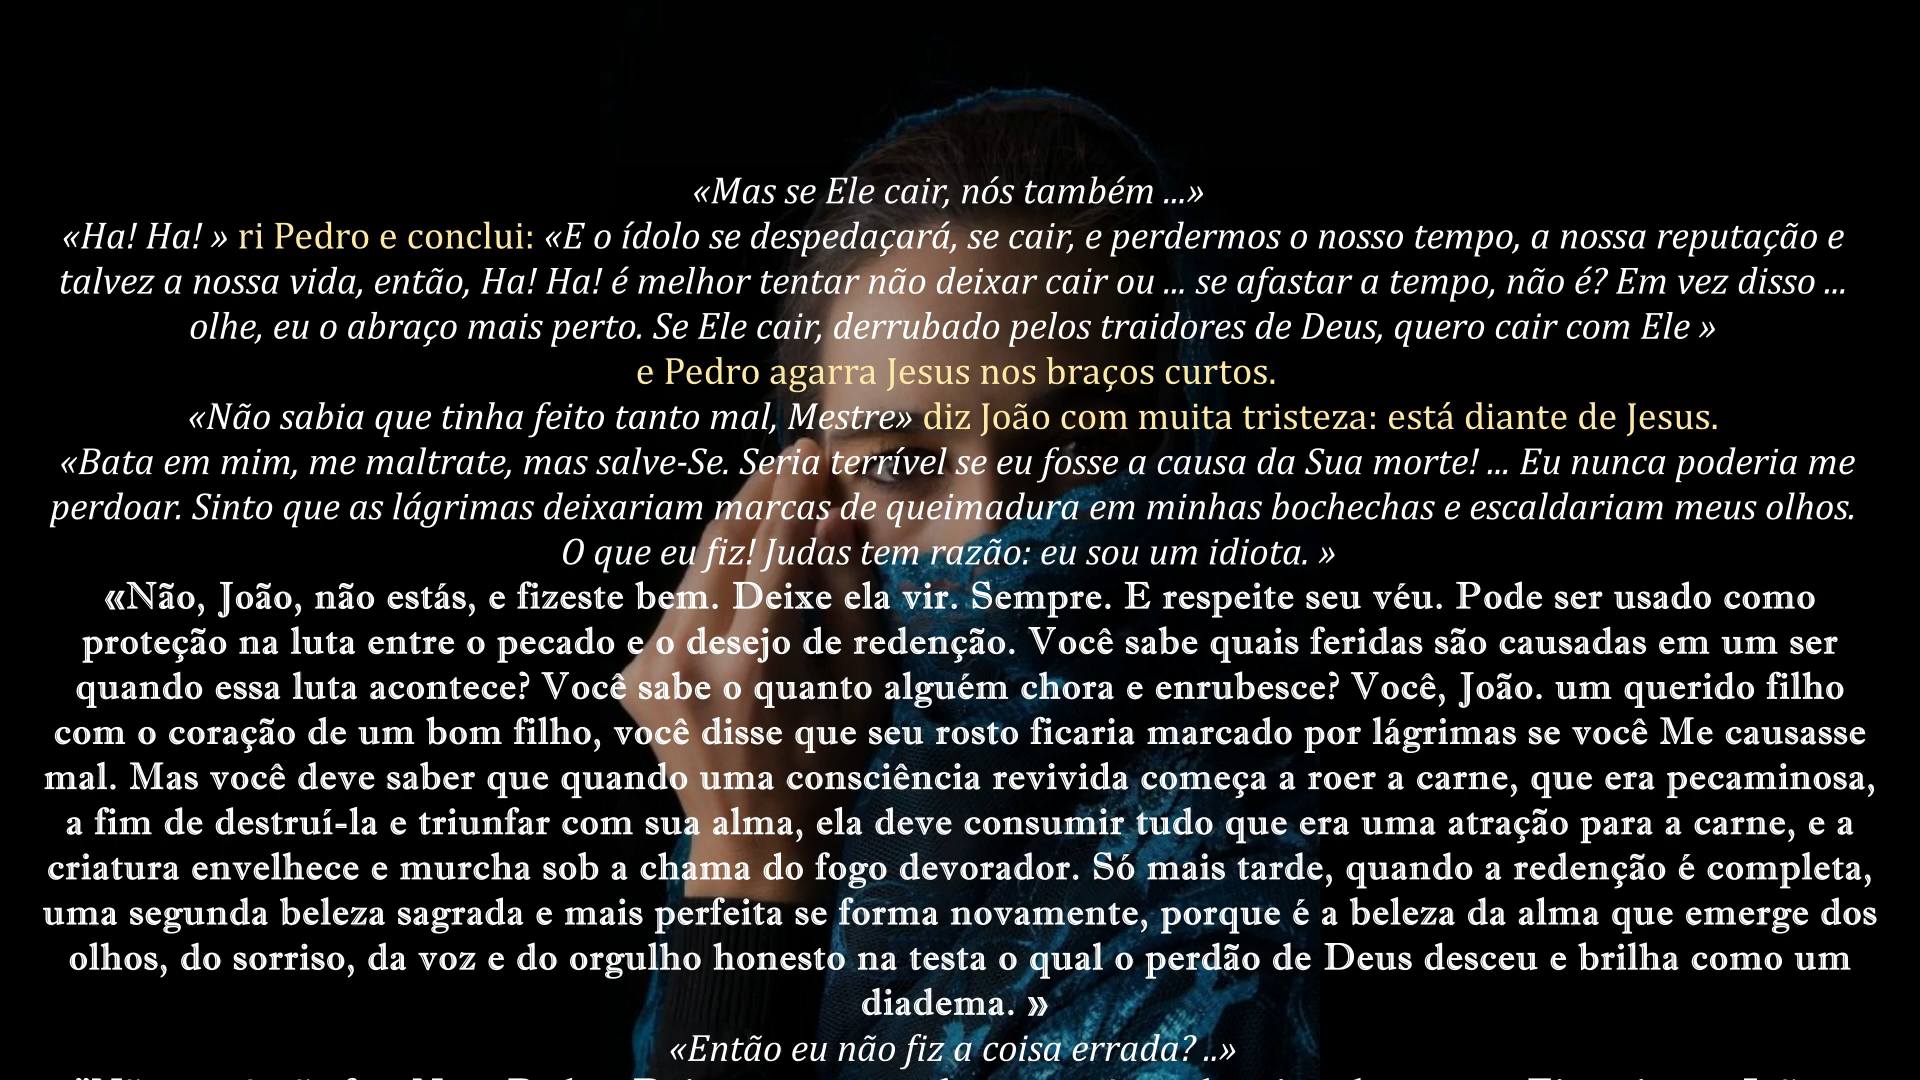 «Mas se Ele cair, nós também ...»
«Ha! Ha! » ri Pedro e conclui: «E o ídolo se despedaçará, se cair, e perdermos o nosso tempo, a nossa reputação e
talvez a nossa vida, então, Ha! Ha! é melhor tentar não deixar cair ou ... se afastar a tempo, não é? Em vez disso ...
olhe, eu o abraço mais perto. Se Ele cair, derrubado pelos traidores de Deus, quero cair com Ele »
e Pedro agarra Jesus nos braços curtos.
«Não sabia que tinha feito tanto mal, Mestre» diz João com muita tristeza: está diante de Jesus.
«Bata em mim, me maltrate, mas salve-Se. Seria terrível se eu fosse a causa da Sua morte! ... Eu nunca poderia me
perdoar. Sinto que as lágrimas deixariam marcas de queimadura em minhas bochechas e escaldariam meus olhos.
O que eu fiz! Judas tem razão: eu sou um idiota. »
«Não, João, não estás, e fizeste bem. Deixe ela vir. Sempre. E respeite seu véu. Pode ser usado como
proteção na luta entre o pecado e o desejo de redenção. Você sabe quais feridas são causadas em um ser
quando essa luta acontece? Você sabe o quanto alguém chora e enrubesce? Você, João. um querido filho
com o coração de um bom filho, você disse que seu rosto ficaria marcado por lágrimas se você Me causasse
mal. Mas você deve saber que quando uma consciência revivida começa a roer a carne, que era pecaminosa,
a fim de destruí-la e triunfar com sua alma, ela deve consumir tudo que era uma atração para a carne, e a
criatura envelhece e murcha sob a chama do fogo devorador. Só mais tarde, quando a redenção é completa,
uma segunda beleza sagrada e mais perfeita se forma novamente, porque é a beleza da alma que emerge dos
olhos, do sorriso, da voz e do orgulho honesto na testa o qual o perdão de Deus desceu e brilha como um
diadema. »
«Então eu não fiz a coisa errada? ..»